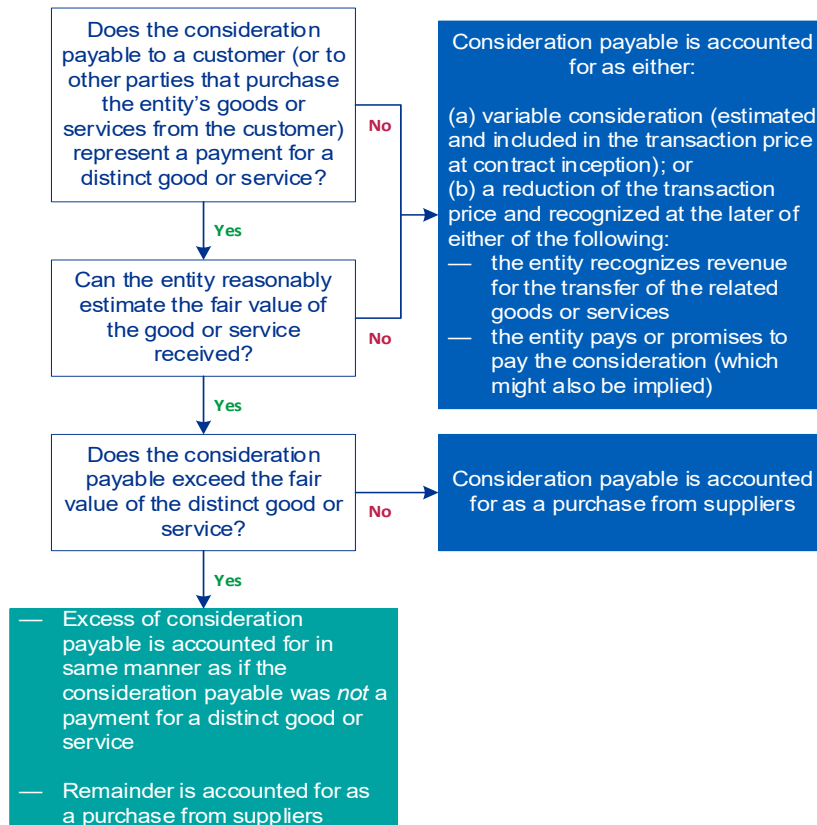 Does the consideration
payable to a customer (or to
other parties that purchase
the entity's goods or
services from the customer)
represent a payment for a
distinct good or service?
No
Yes
Consideration payable is accounted
for as either:
(a) variable consideration (estimated
and included in the transaction price
at contract inception); or
(b) a reduction of the transaction
price and recognized at the later of
either of the following:
— the entity recognizes revenue
for the transfer of the related
goods or services
— the entity pays or promises to
pay the consideration (which
might also be implied)
Can the entity reasonably
estimate the fair value of
the good or service
received?
No
Yes
Does the consideration
payable exceed the fair
value of the distinct good or
service?
No
Yes
Consideration payable is accounted
for as a purchase from suppliers
— Excess of consideration
payable is accounted for in
same manner as if the
consideration payable was not a
payment for a distinct good or
service
— Remainder is accounted for as
a purchase from suppliers